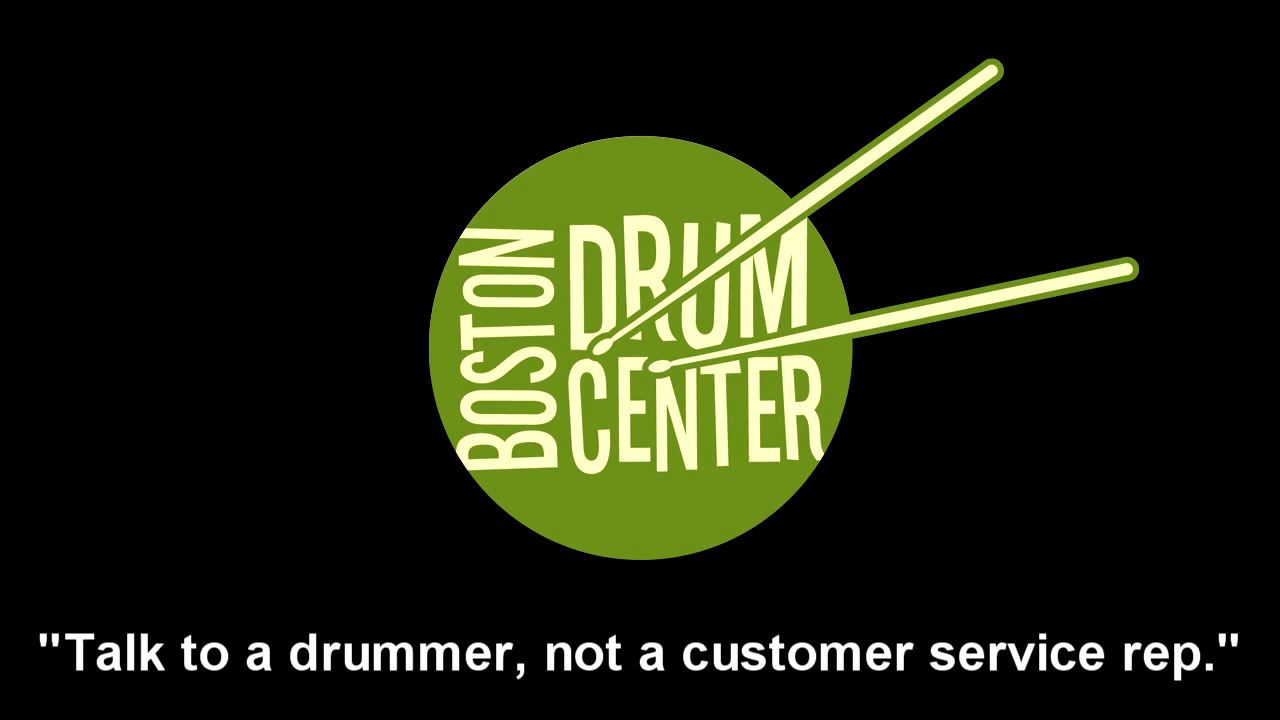 BOSTON
DRUM
CENTER
"Talk to a drummer, not a customer service rep."